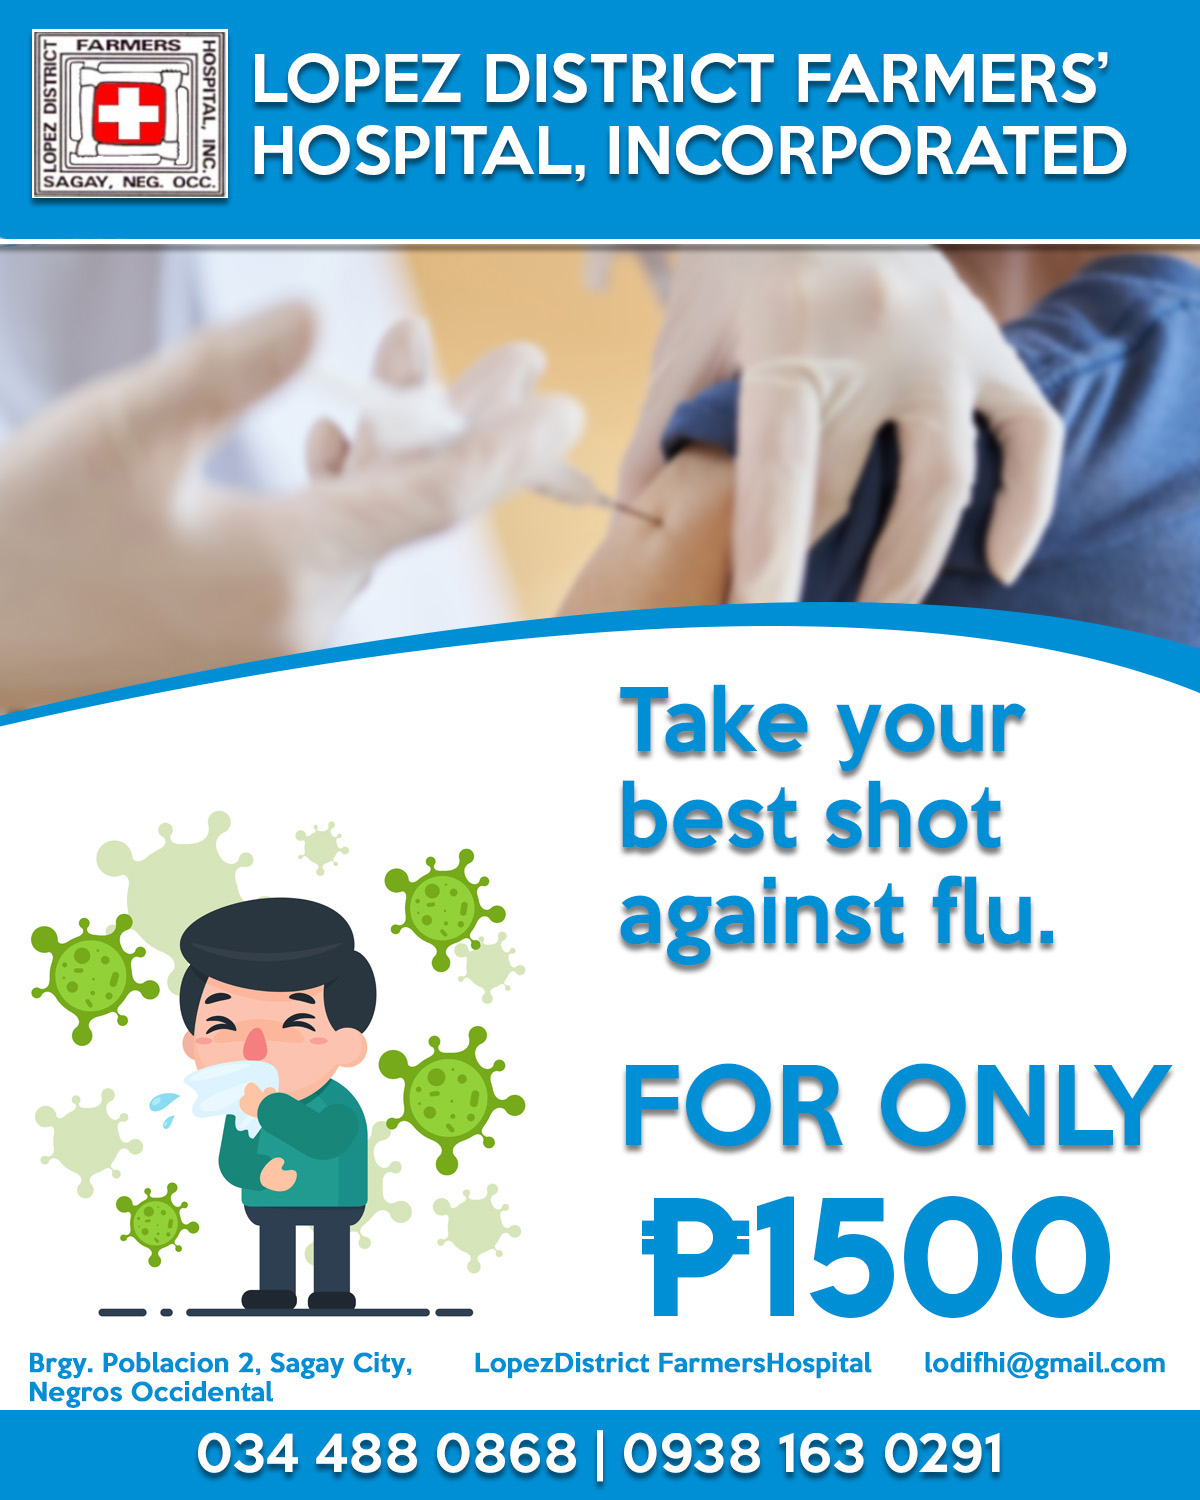 FARMERS
LOPEZ DISTRICT
HOSPITAL, INC.
SAGAY, NEG. OCC.
LOPEZ DISTRICT FARMERS’
HOSPITAL, INCORPORATED
Take your
best shot
against flu.
FOR ONLY
₱1500
Brgy. Poblacion 2, Sagay City,
Negros Occidental
LopezDistrict FarmersHospital
lodifhi@gmail.com
034 488 0868 | 0938 163 0291